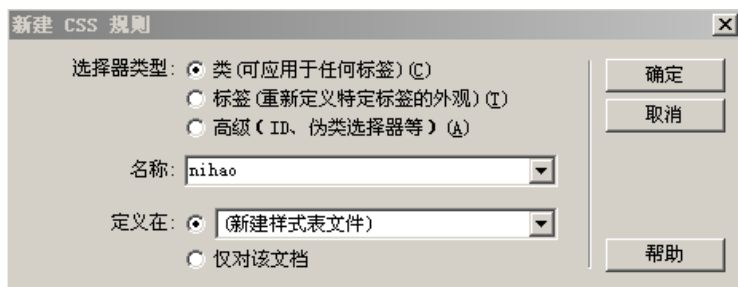 新建 CSS 规则
选择器类型: 类(可应用于任何标签)(C) 确定
标签(重新定义特定标签的外观)(T) 取消
高级(ID、伪类选择器等)(A)
名称: nihao
定义在: (新建样式表文件)
仅对该文档 帮助